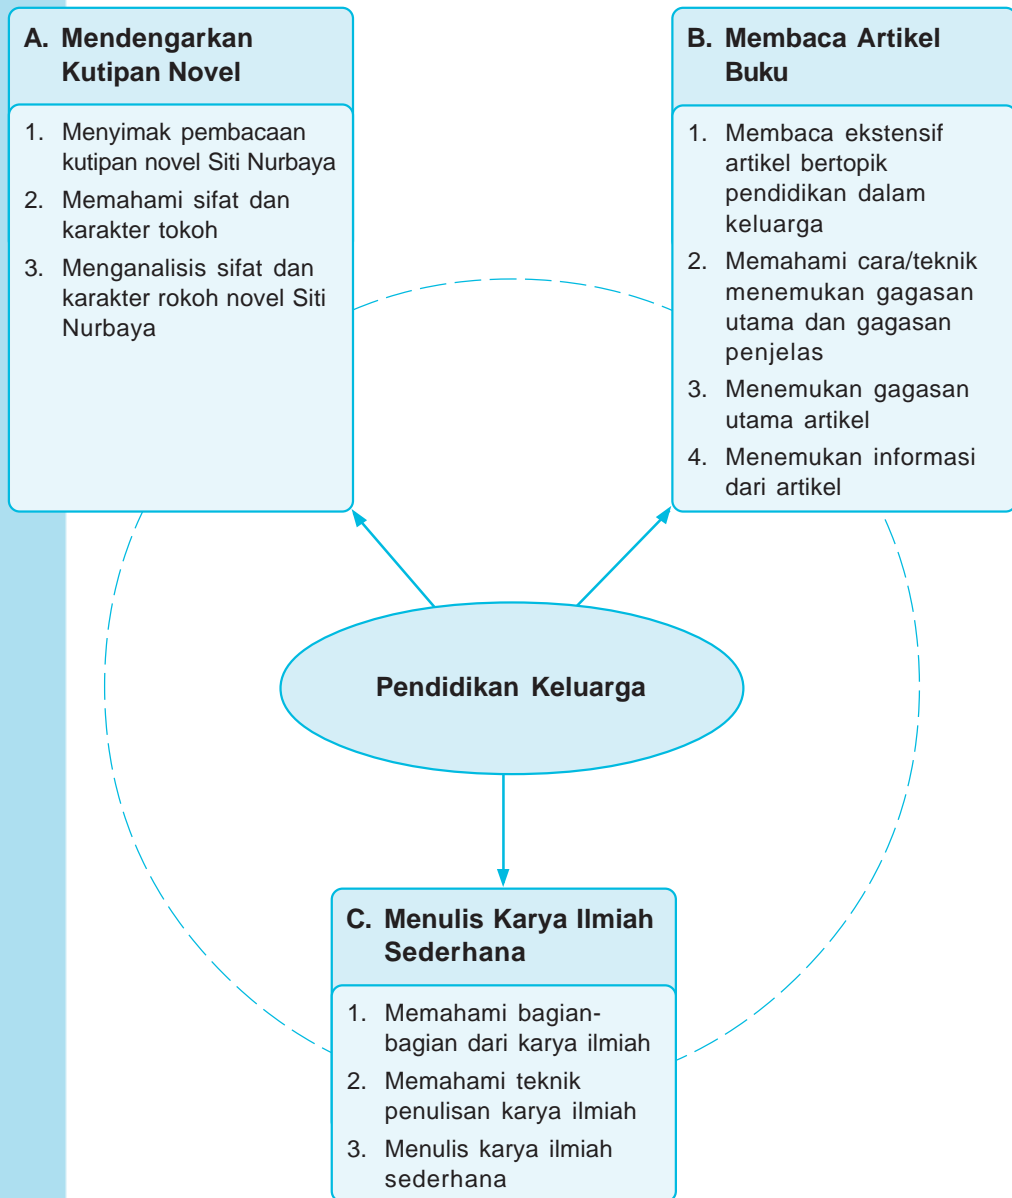 A. Mendengarkan
Kutipan Novel
1. Menyimak pembacaan
kutipan novel Siti Nurbaya
2. Memahami sifat dan
karakter tokoh
3. Menganalisis sifat dan
karakter rokoh novel Siti
Nurbaya
B. Membaca Artikel
Buku
1. Membaca ekstensif
artikel bertopik
pendidikan dalam
keluarga
2. Memahami cara/teknik
menemukan gagasan
utama dan gagasan
penjelas
3. Menemukan gagasan
utama artikel
4. Menemukan informasi
dari artikel
Pendidikan Keluarga
C. Menulis Karya Ilmiah
Sederhana
1. Memahami bagian-
bagian dari karya ilmiah
2. Memahami teknik
penulisan karya ilmiah
3. Menulis karya ilmiah
sederhana